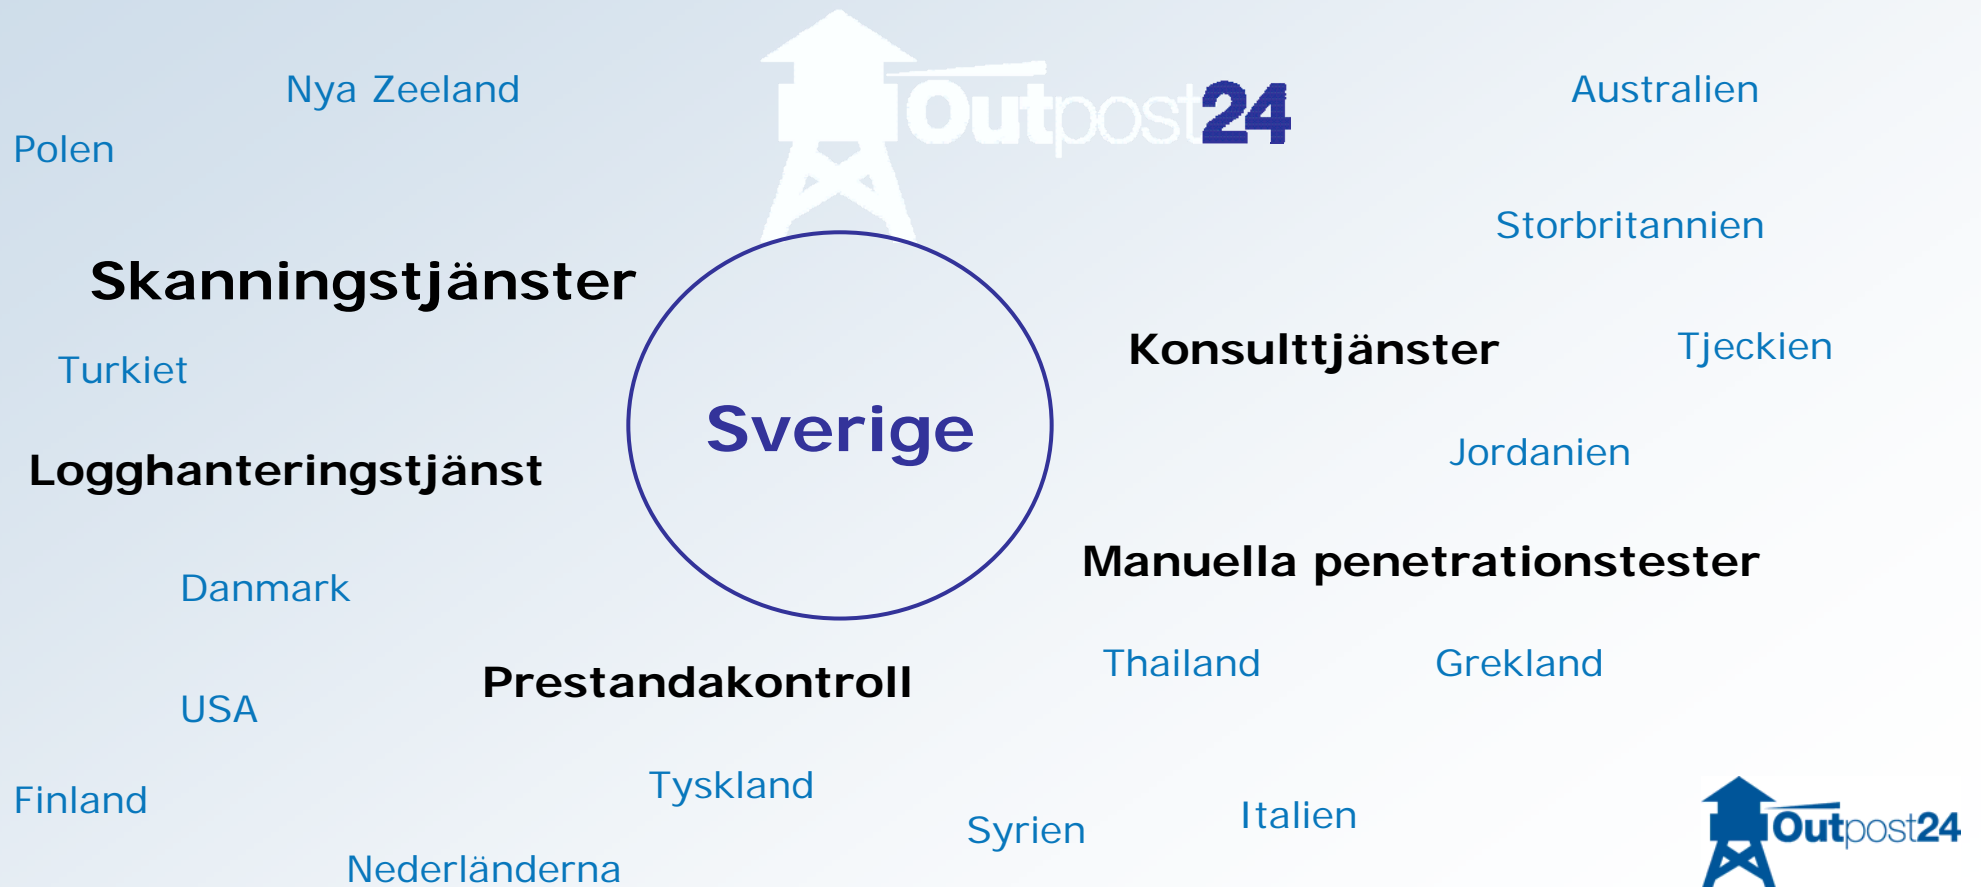 Outpost24
Nya Zeeland
Australien
Polen
Storbritannien
Skanningstjänster
Konsulttjänster
Tjeckien
Turkiet
Sverige
Jordanien
Logghanteringstjänst
Manuella penetrationstester
Danmark
Thailand
Grekland
Prestandakontroll
USA
Tyskland
Finland
Italien
Syrien
Outpost24
Nederländerna